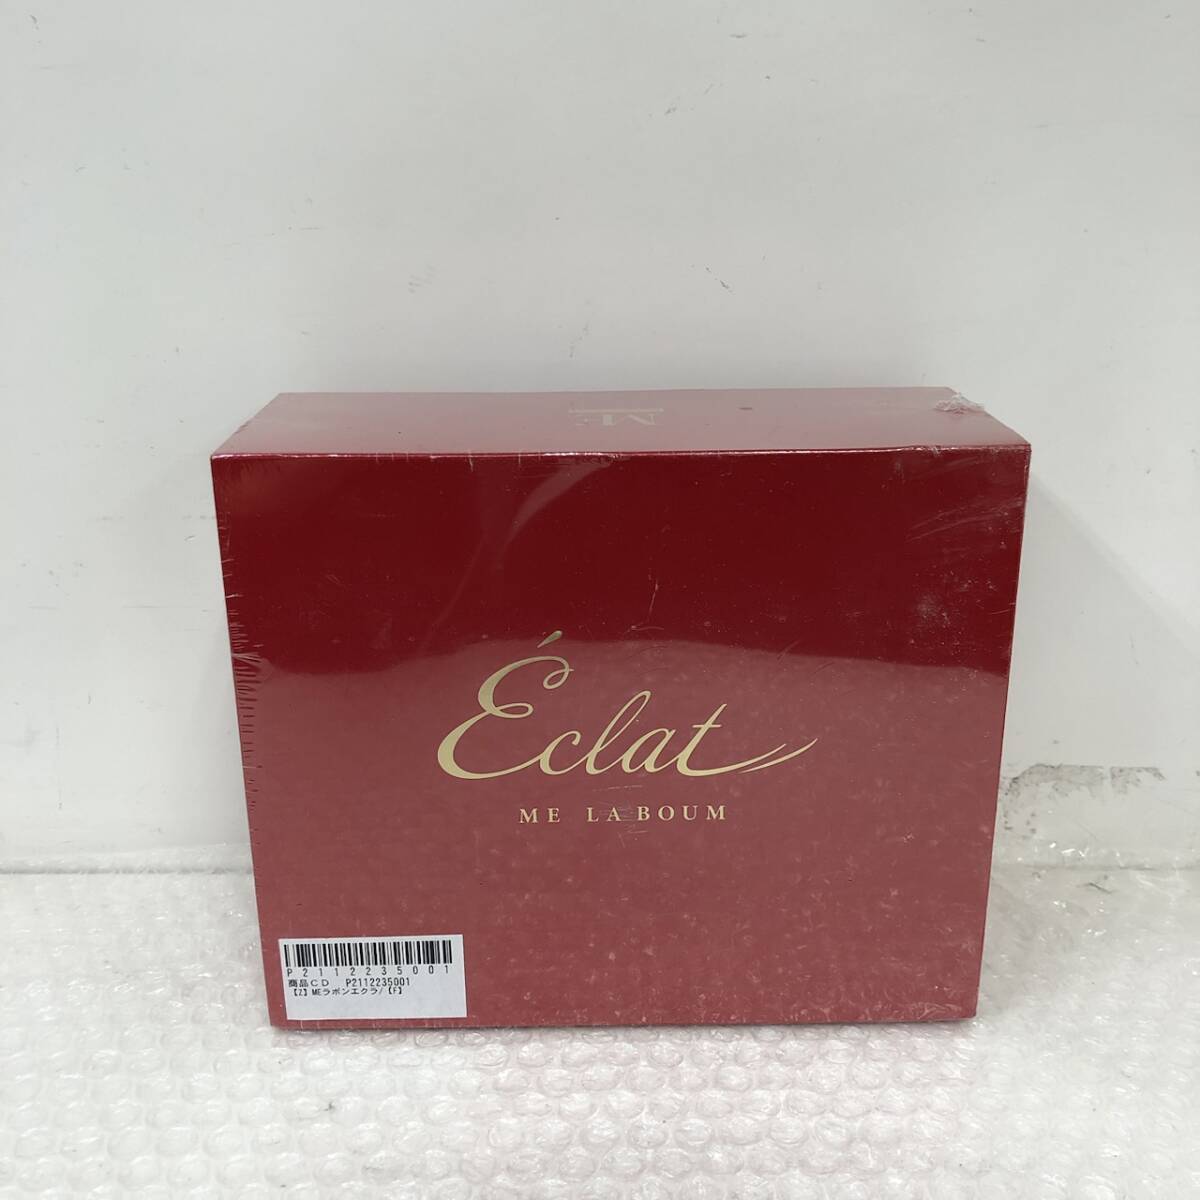 ME
Éclat
ME LA BOUM
P2112235001
商品CD P2112235001
【Z】MEラボンエクラ/【F】